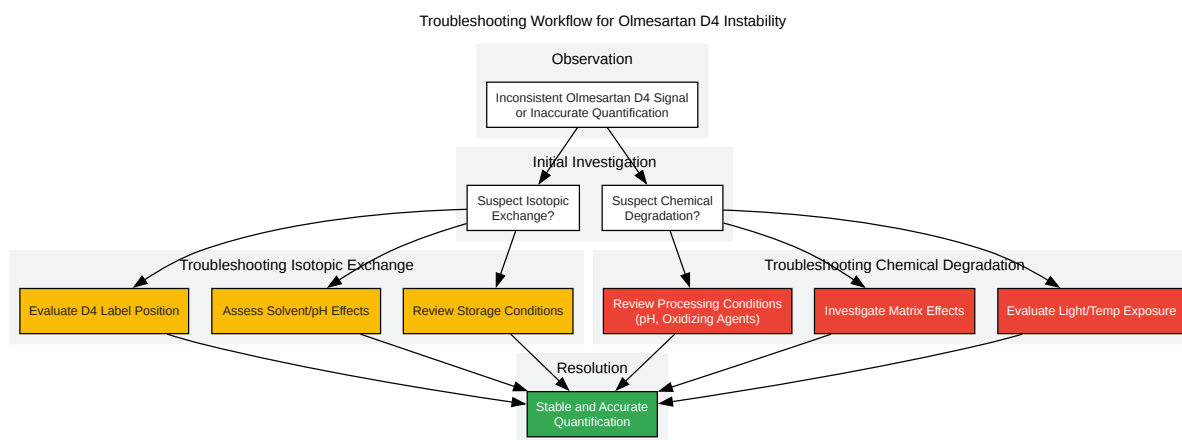 Troubleshooting Workflow for Olmesartan D4 Instability
Observation
Inconsistent Olmesartan D4 Signal
or Inaccurate Quantification
Initial Investigation
Suspect Isotopic
Exchange?
Suspect Chemical
Degradation?
Troubleshooting Isotopic Exchange
Troubleshooting Chemical Degradation
Evaluate D4 Label Position
Assess Solvent/pH Effects
Review Storage Conditions
Review Processing Conditions
(pH, Oxidizing Agents)
Investigate Matrix Effects
Evaluate Light/Temp Exposure
Resolution
Stable and Accurate
Quantification